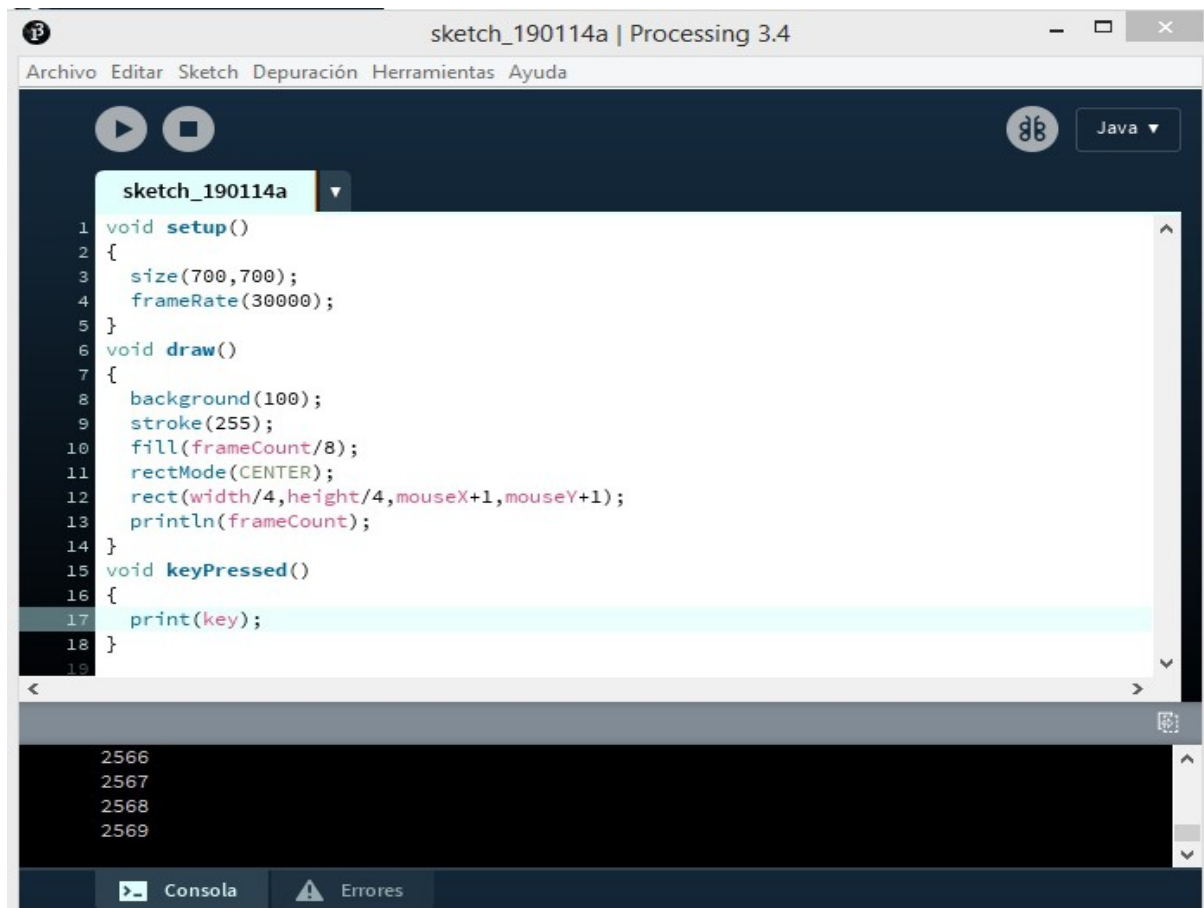 sketch_190114a | Processing 3.4
Archivo Editar Sketch Depuración Herramientas Ayuda
Java ▼
sketch_190114a ▼
1 void setup()
2 {
3 size(700,700);
4 frameRate(30000);
5 }
6 void draw()
7 {
8 background(100);
9 stroke(255);
10 fill(frameCount/8);
11 rectMode(CENTER);
12 rect(width/4,height/4,mouseX+1,mouseY+1);
13 println(frameCount);
14 }
15 void keyPressed()
16 {
17 print(key);
18 }
19
2566
2567
2568
2569
Consola Errores